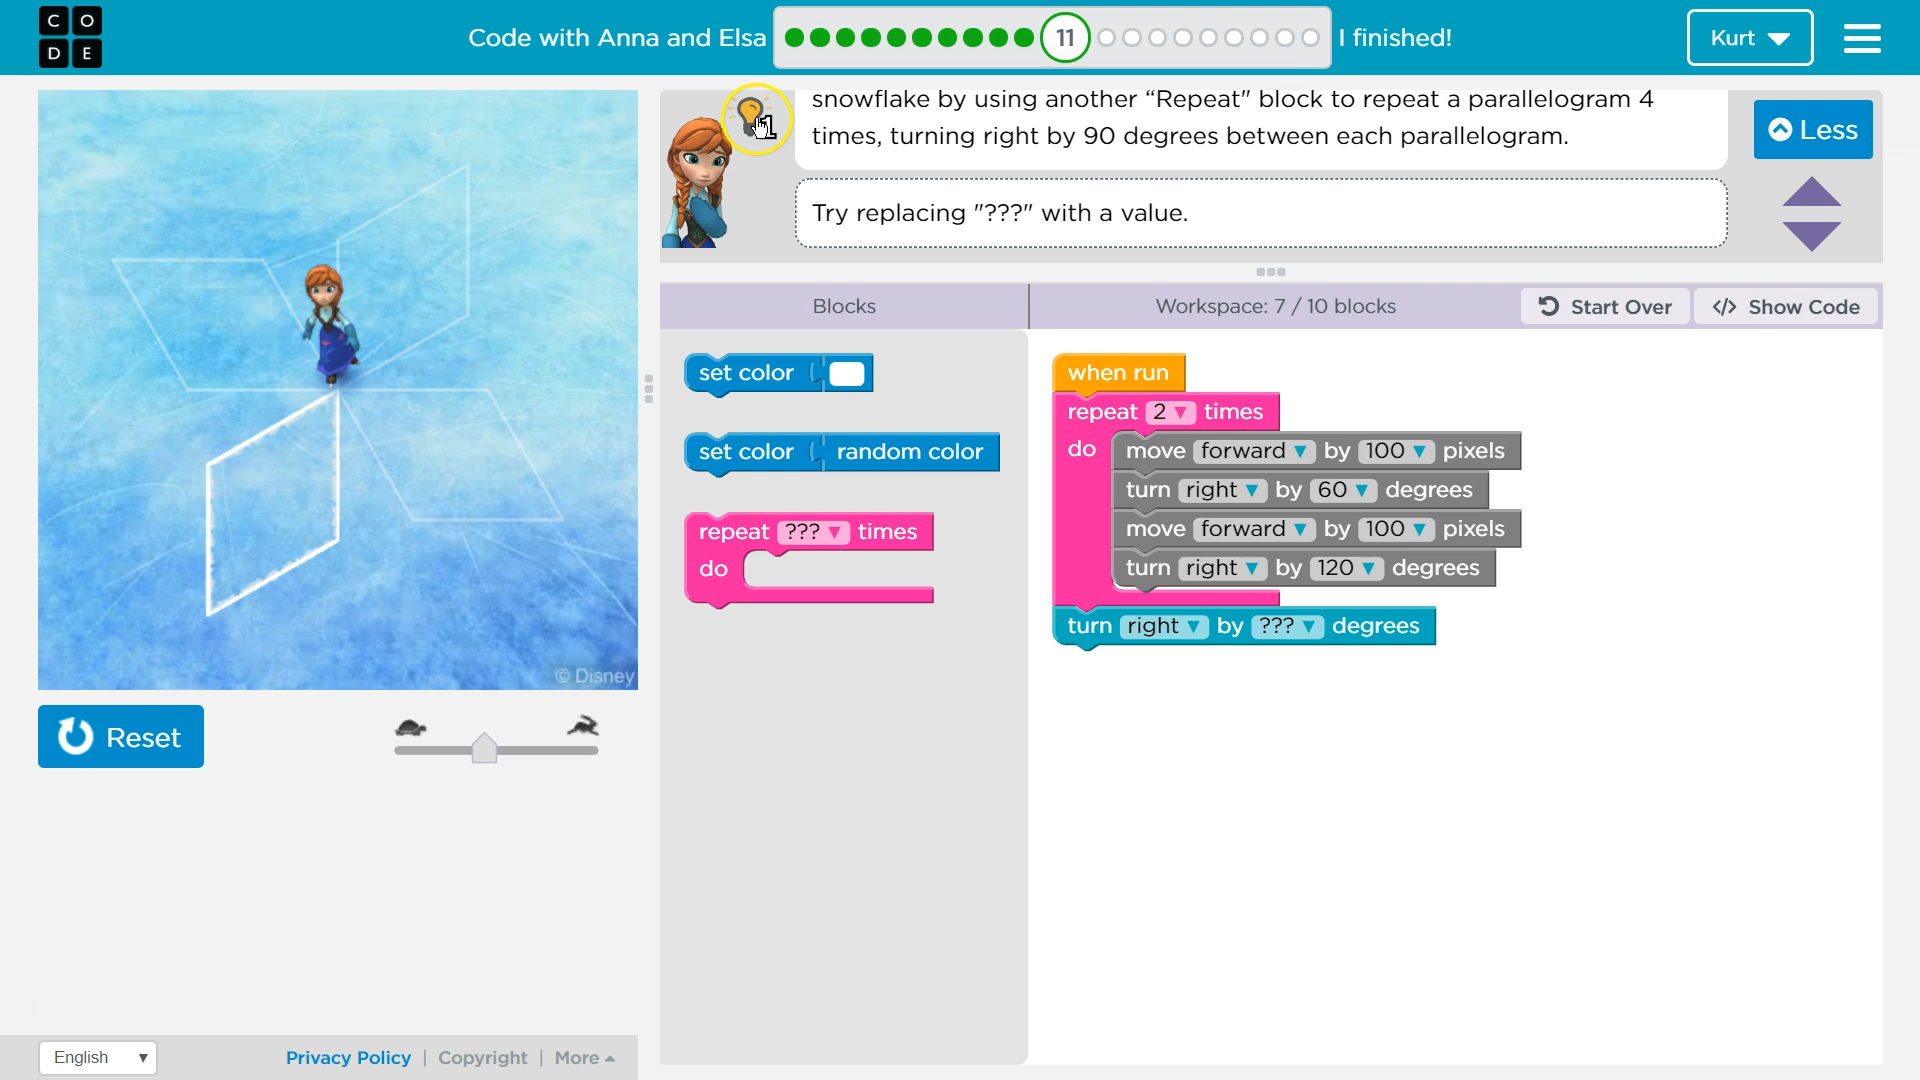 C O
D E
Code with Anna and Elsa
11
I finished!
Kurt
snowflake by using another “Repeat" block to repeat a parallelogram 4
times, turning right by 90 degrees between each parallelogram.
1
Less
Try replacing "???" with a value.
Blocks
Workspace: 7 / 10 blocks
Start Over
</> Show Code
set color
set color random color
repeat ??? times
do
when run
repeat 2 times
do
move forward by 100 pixels
turn right by 60 degrees
move forward by 100 pixels
turn right by 120 degrees
turn right by ??? degrees
© Disney
Reset
English
Privacy Policy | Copyright | More